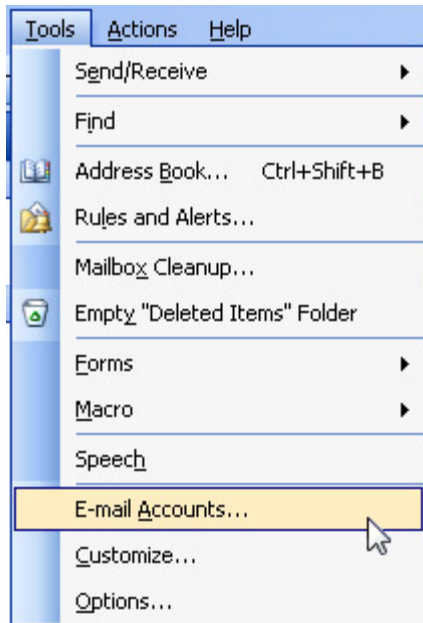 Tools Actions Help
Send/Receive
Find
Address Book... Ctrl+Shift+B
Rules and Alerts...
Mailbox Cleanup...
Empty "Deleted Items" Folder
Forms
Macro
Speech
E-mail Accounts...
Customize...
Options...